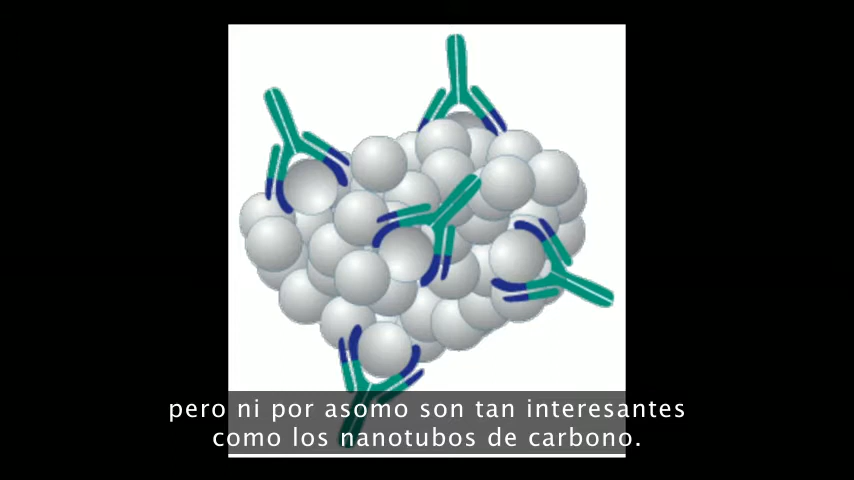 pero ni por asomo son tan interesantes
como los nanotubos de carbono.